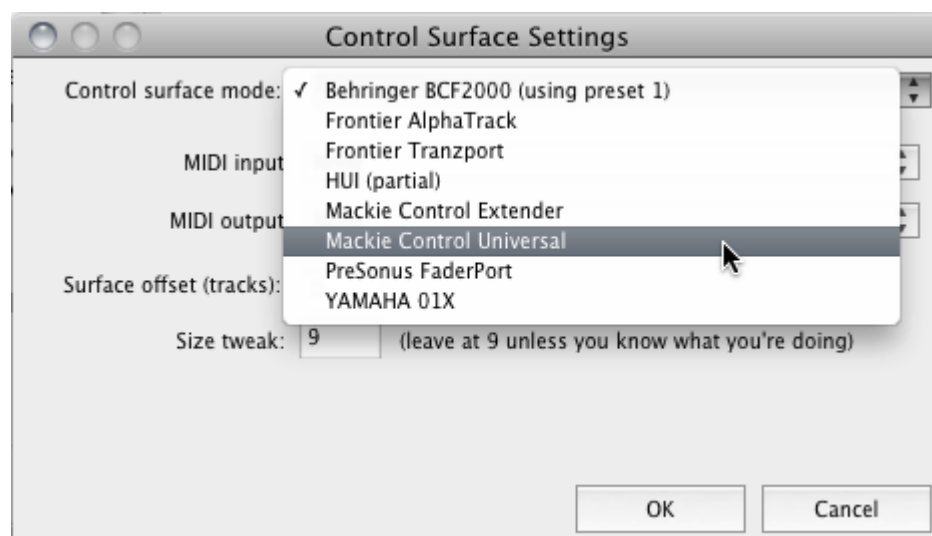 Control Surface Settings
Control surface mode: ✓ Behringer BCF2000 (using preset 1)
Frontier AlphaTrack
Frontier Tranzport
MIDI input
HUI (partial)
Mackie Control Extender
MIDI output
Mackie Control Universal
PreSonus FaderPort
Surface offset (tracks):
YAMAHA 01X
Size tweak: 9 (leave at 9 unless you know what you're doing)
OK Cancel